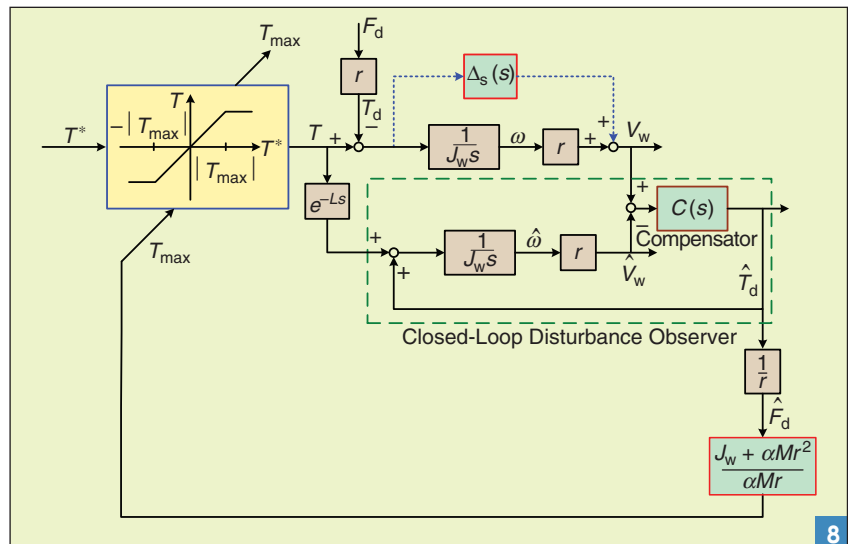 T_max
F_d
r
T_d
−
Δ_s(s)
T*
T
−|T_max|
T*
|T_max|
T
+
1/(J_w s)
ω
r
+
+
V_w
e^{−Ls}
T_max
+
+
1/(J_w s)
ω̂
r
V̂_w
+
−
C(s)
Compensator
T̂_d
Closed-Loop Disturbance Observer
1/r
F̂_d
(J_w + αMr²)/(αMr)
8